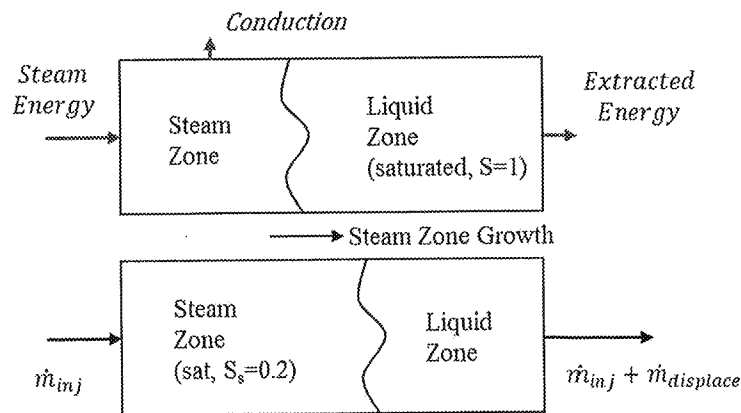 Conduction
Steam
Energy
Steam
Zone
Liquid
Zone
(saturated, S=1)
Extracted
Energy
Steam Zone Growth
Steam
Zone
(sat, Sₛ=0.2)
Liquid
Zone
ṁ_inj
ṁ_inj + ṁ_displace